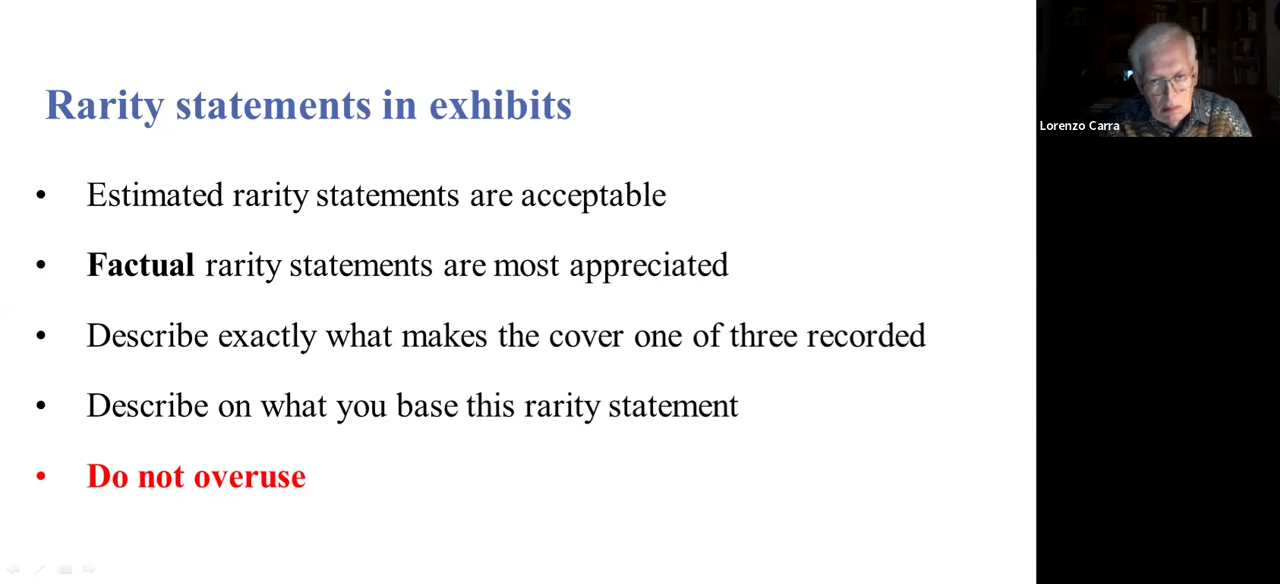 Rarity statements in exhibits
• Estimated rarity statements are acceptable
• Factual rarity statements are most appreciated
• Describe exactly what makes the cover one of three recorded
• Describe on what you base this rarity statement
• Do not overuse
Lorenzo Carra